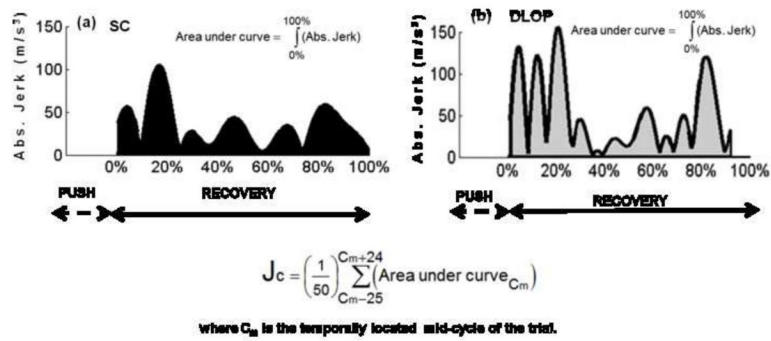 (a) SC
Area under curve = ∫(Abs. Jerk)
100%
0%
Abs. Jerk (m/s³)
150
100
50
0
0% 20% 40% 60% 80% 100%
PUSH
RECOVERY
(b) DLOP
Area under curve = ∫(Abs. Jerk)
100%
0%
Abs. Jerk (m/s³)
150
100
50
0
0% 20% 40% 60% 80% 100%
PUSH
RECOVERY
Jc = (1/50) ∑ (Area under curve Cm)
Cm+24
Cm−25
where Cm is the temporally located mid-cycle of the trial.